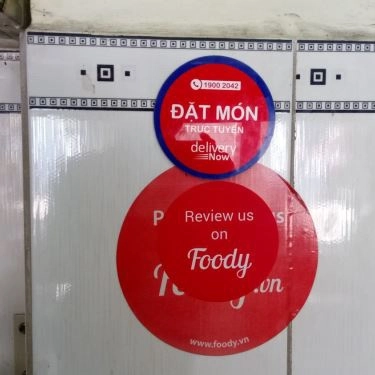 1900 2042
ĐẶT MÓN
TRỰC TUYẾN
delivery
Now
Review us
on
Foody
www.foody.vn